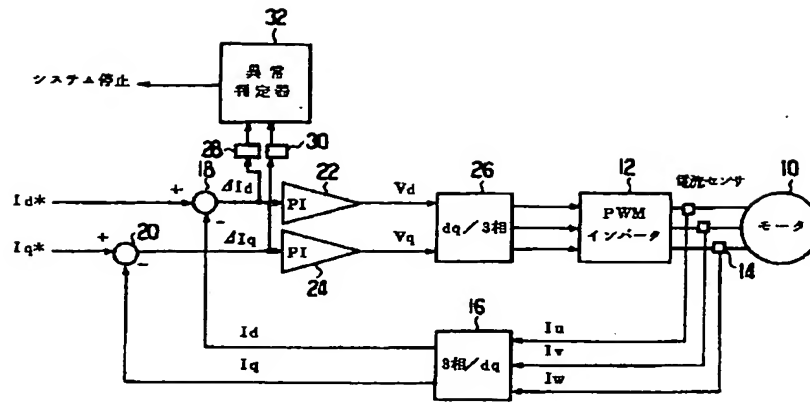 32
システム停止
異常
判定器
28
30
18
22
26
12
電流センサ
10
Id*
+
-
ΔId
PI
Vd
dq/3相
PWM
インバータ
モータ
Iq*
+
20
-
ΔIq
PI
Vq
24
14
16
Id
Iq
3相/dq
Iu
Iv
Iw